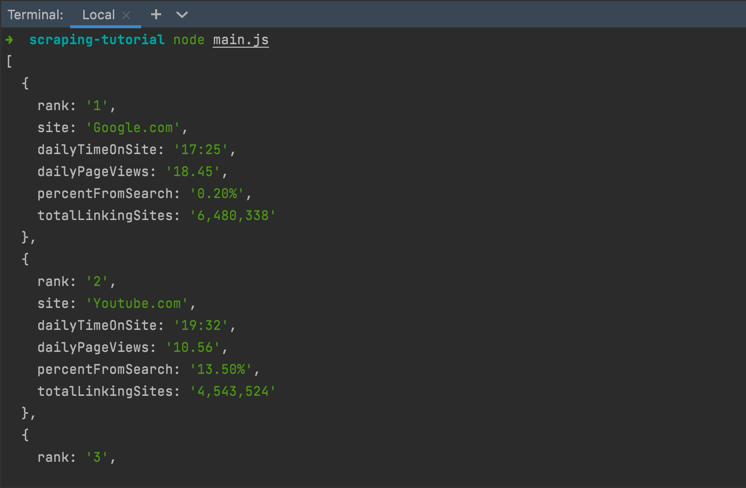 Terminal: Local × + ⌄
➜ scraping-tutorial node main.js
[
  {
    rank: '1',
    site: 'Google.com',
    dailyTimeOnSite: '17:25',
    dailyPageViews: '18.45',
    percentFromSearch: '0.20%',
    totalLinkingSites: '6,480,338'
  },
  {
    rank: '2',
    site: 'Youtube.com',
    dailyTimeOnSite: '19:32',
    dailyPageViews: '10.56',
    percentFromSearch: '13.50%',
    totalLinkingSites: '4,543,524'
  },
  {
    rank: '3',